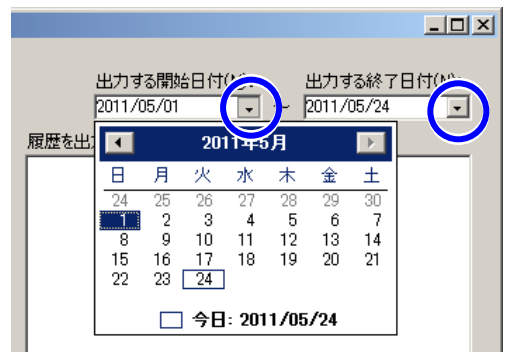 出力する開始日付(N): 出力する終了日付(N):
2011/05/01 ～ 2011/05/24
履歴を出
2011年5月
日 月 火 水 木 金 土
24 25 26 27 28 29 30
1 2 3 4 5 6 7
8 9 10 11 12 13 14
15 16 17 18 19 20 21
22 23 24
今日: 2011/05/24